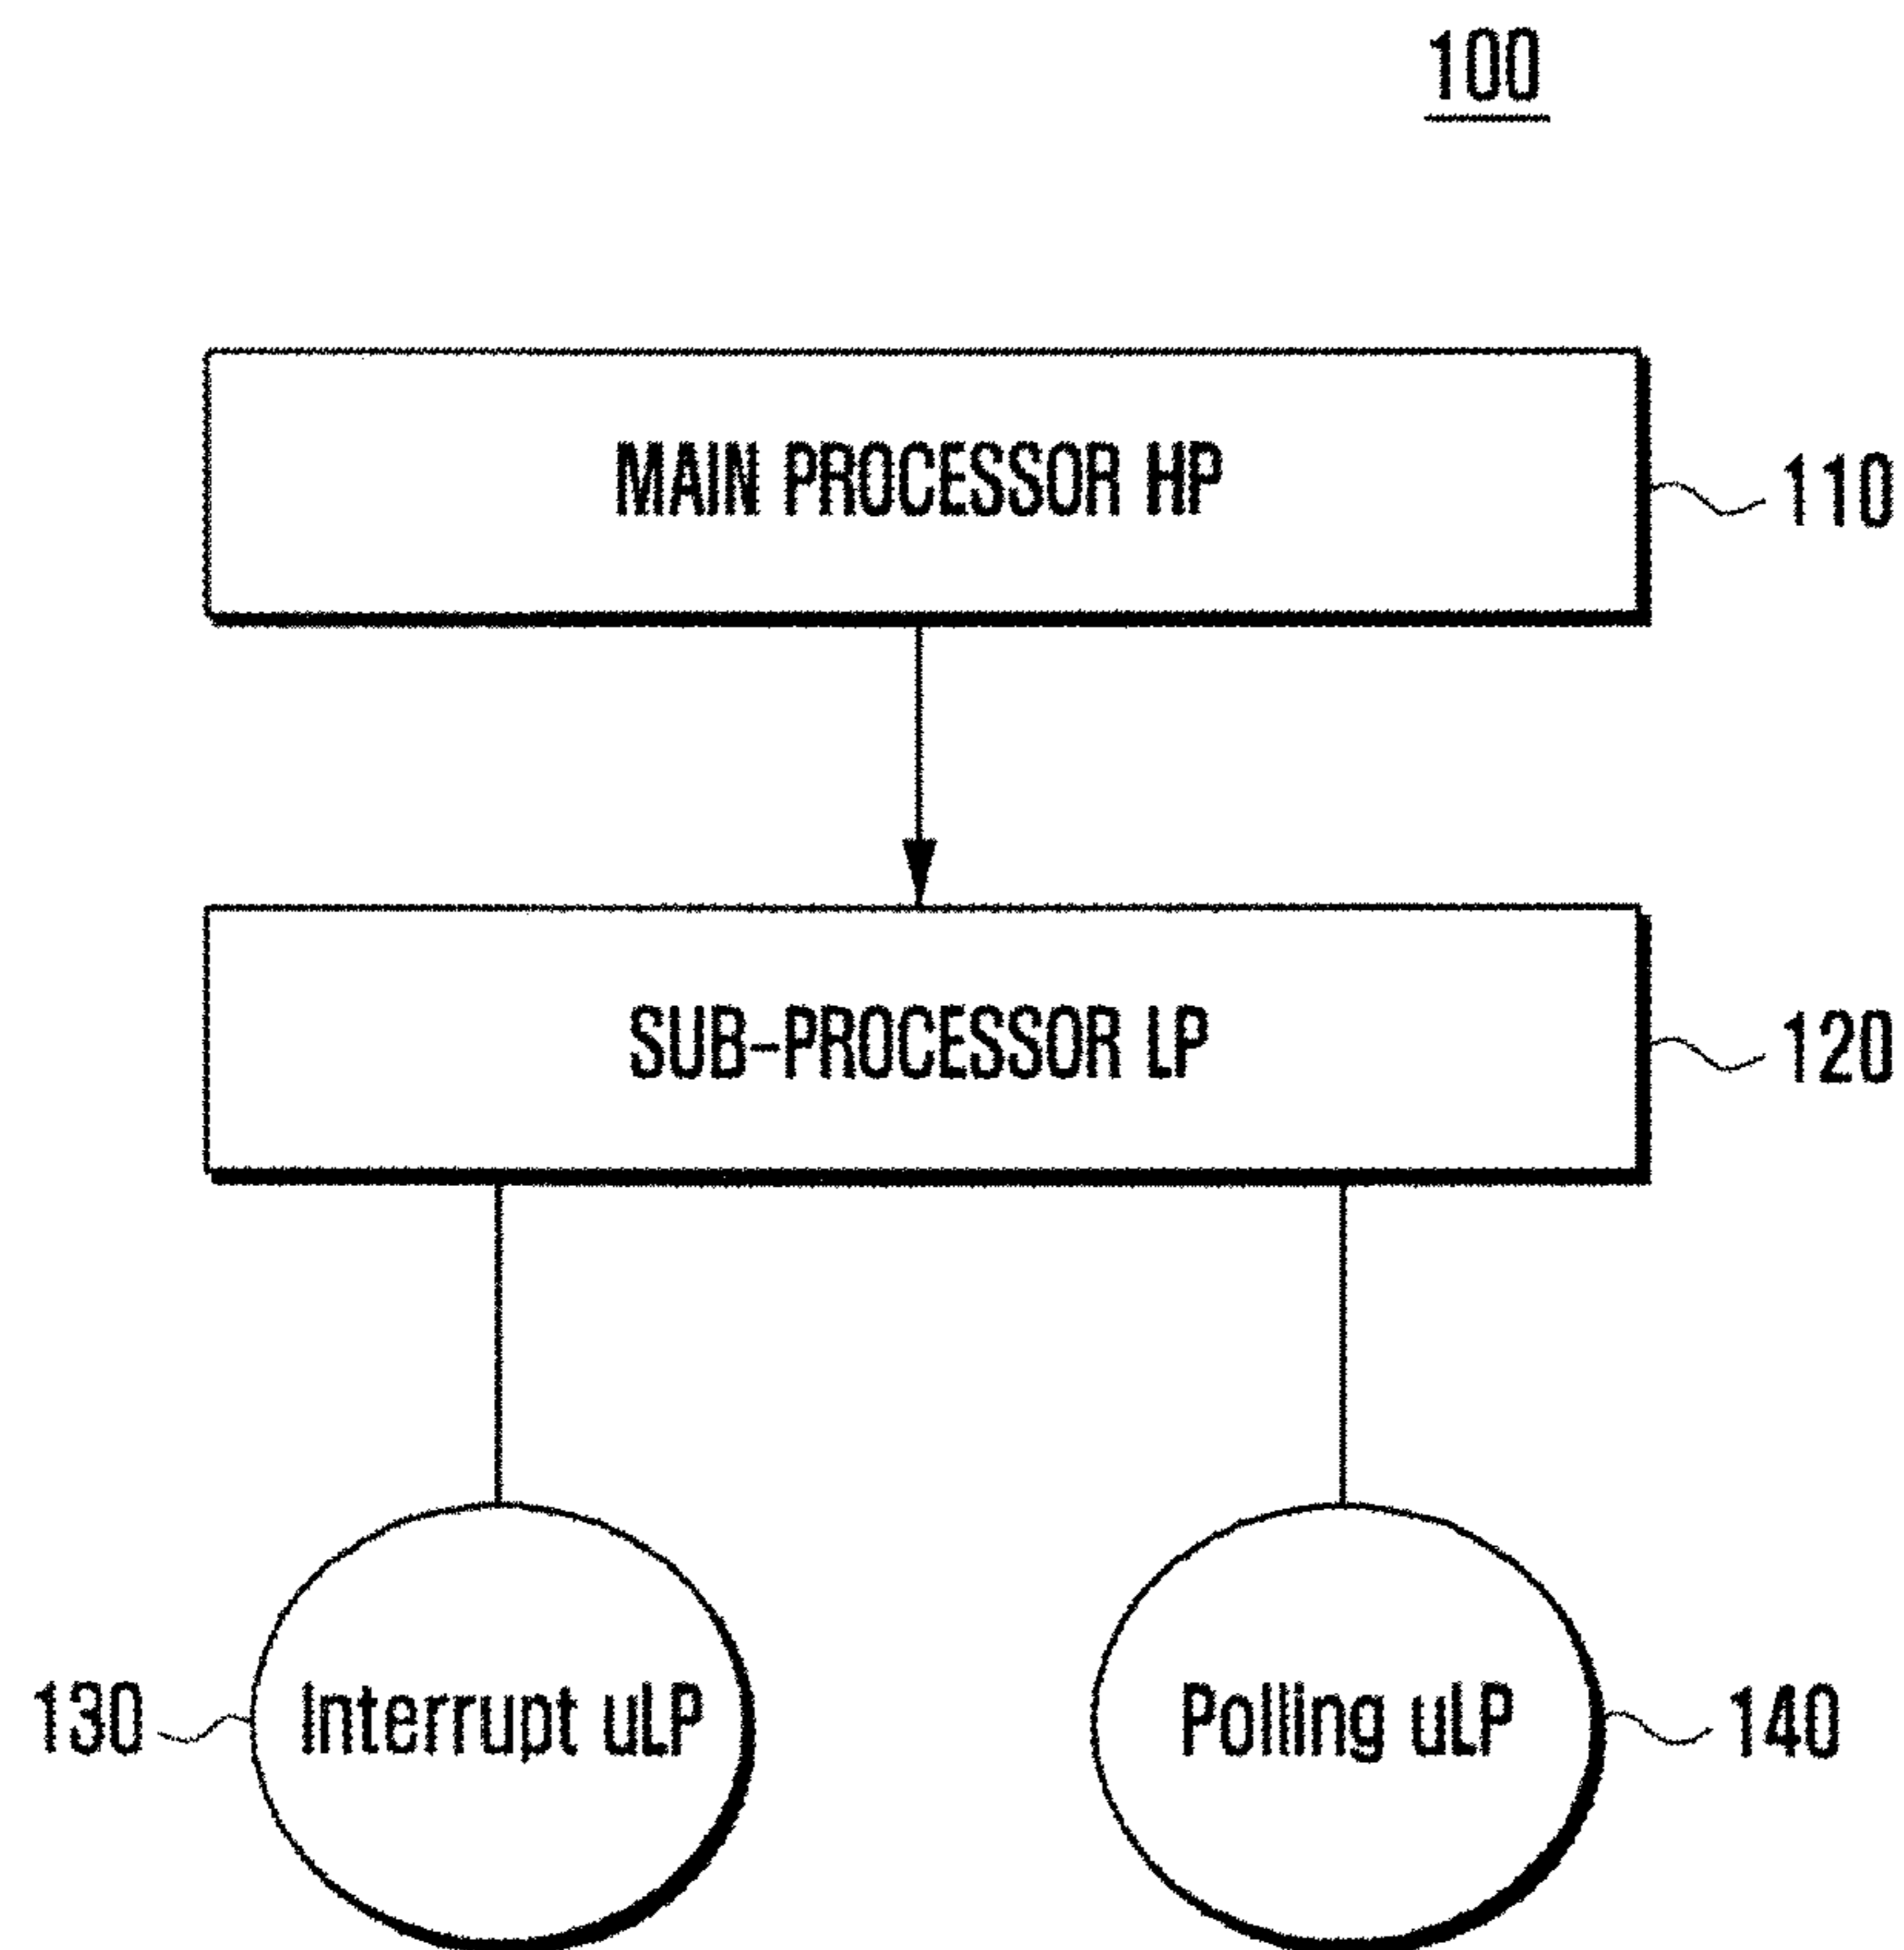 100
MAIN PROCESSOR HP
110
SUB-PROCESSOR LP
120
130
Interrupt uLP
Polling uLP
140